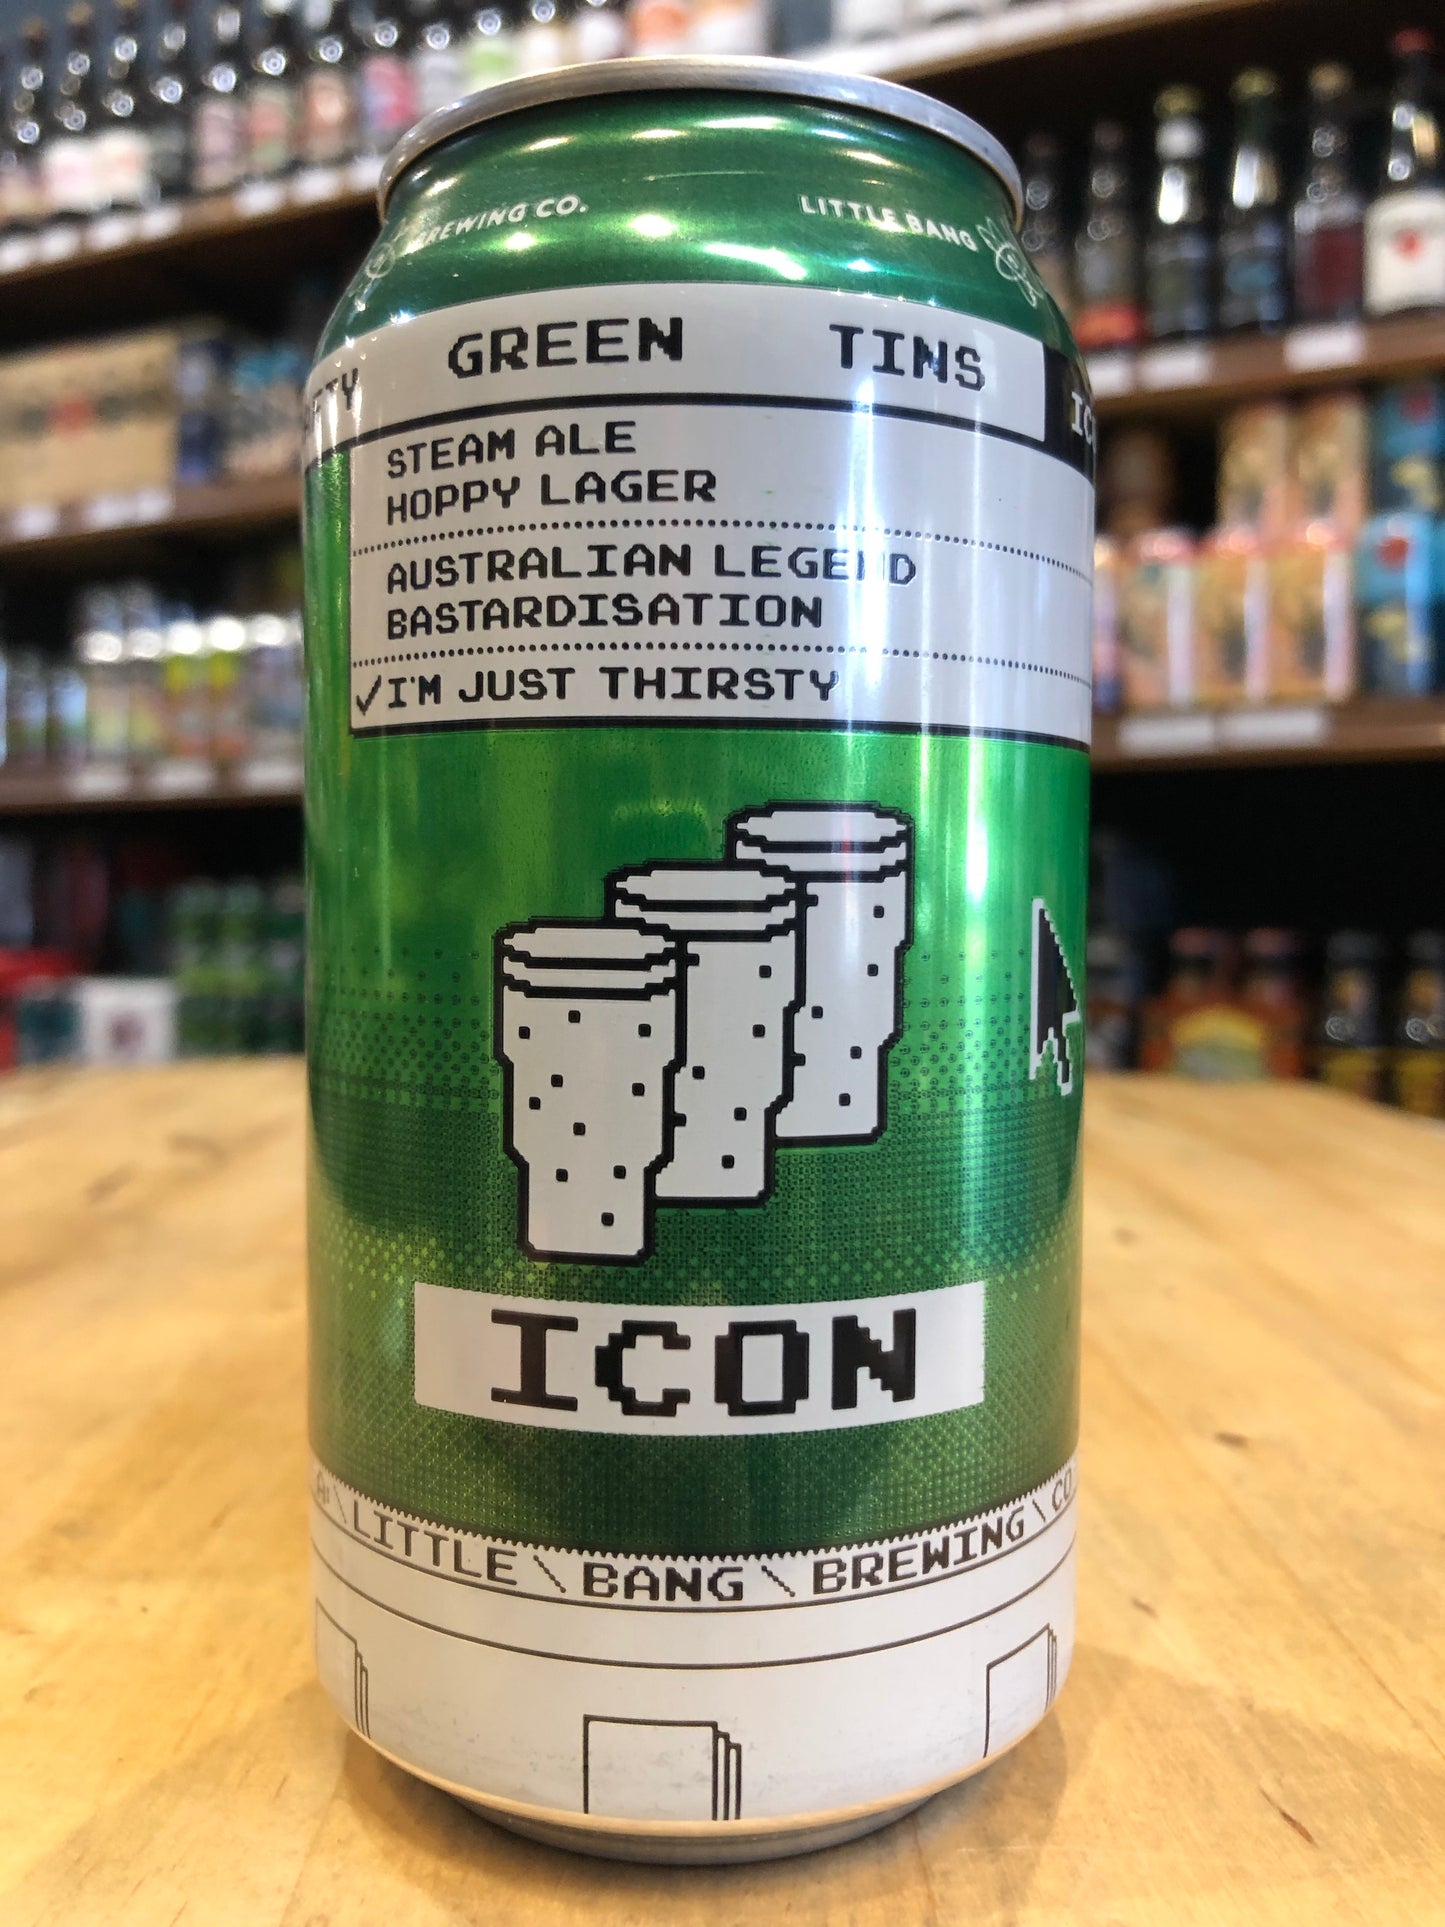 BREWING CO.
LITTLE BANG
GREEN TINS
STEAM ALE
HOPPY LAGER
AUSTRALIAN LEGEND
BASTARDISATION
✓I'M JUST THIRSTY
ICON
\ LITTLE \ BANG \ BREWING \ CO